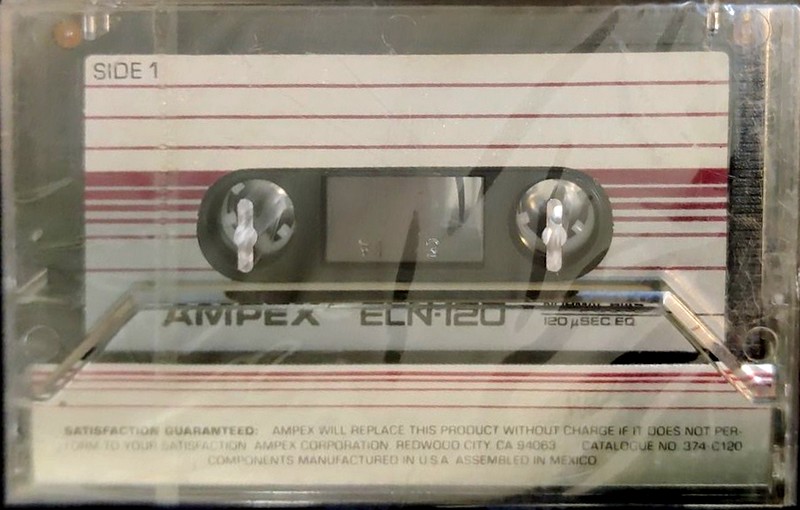 SIDE 1
AMPEX ELN-120
120 µSEC EQ
SATISFACTION GUARANTEED: AMPEX WILL REPLACE THIS PRODUCT WITHOUT CHARGE IF IT DOES NOT PER-
FORM TO YOUR SATISFACTION. AMPEX CORPORATION. REDWOOD CITY, CA 94063 CATALOGUE NO. 374-C120
COMPONENTS MANUFACTURED IN U.S.A. ASSEMBLED IN MEXICO